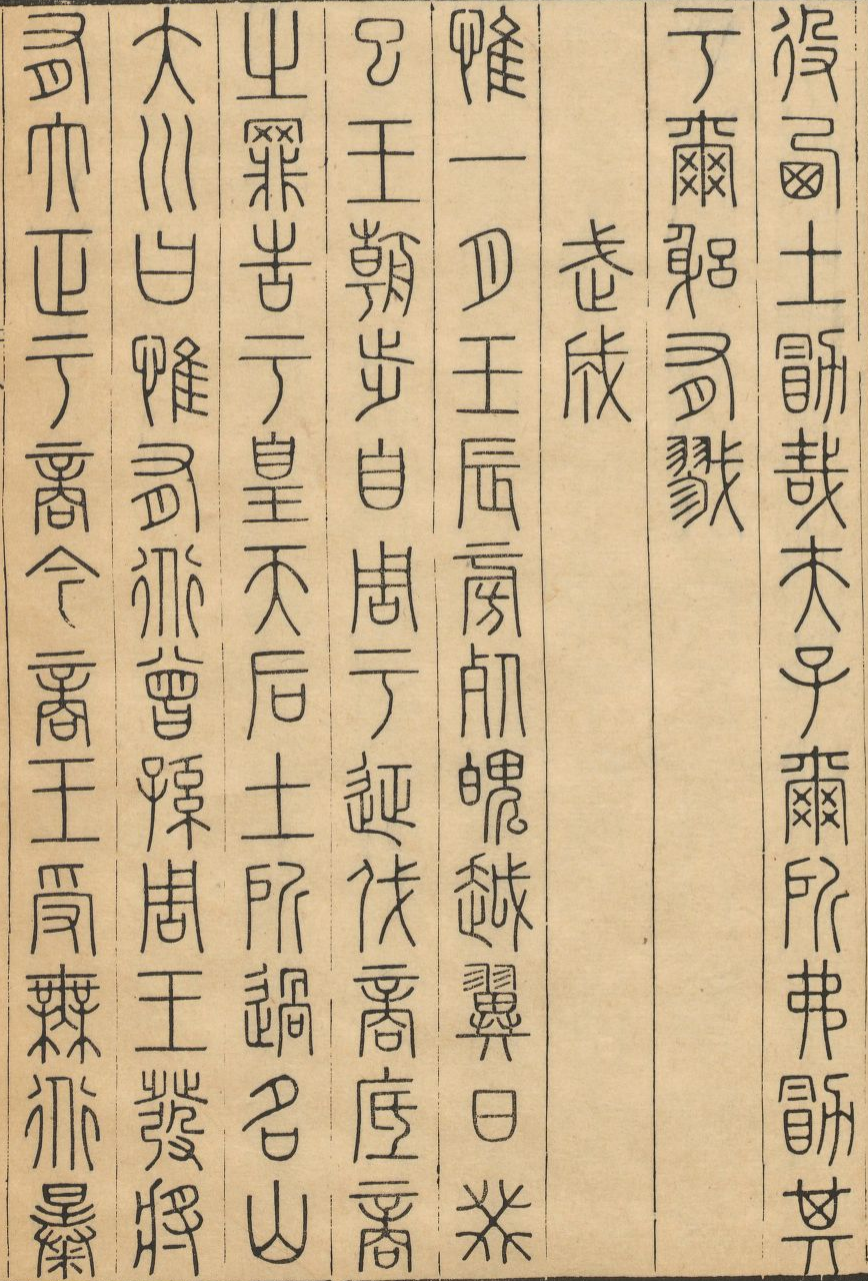 役西土勖哉夫子爾所弗勖其
于爾躬有戮
武成
惟一月壬辰旁死魄越翼日癸
巳王朝步自周于征伐商厎商
之罪告于皇天后土所過名山
大川曰惟有道曾孫周王發將
有大正于商今商王受無道暴